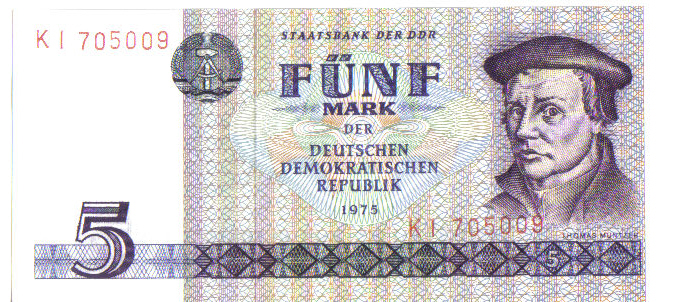 KI 705009
STAATSBANK DER DDR
FÜNF
MARK
DER
DEUTSCHEN
DEMOKRATISCHEN
REPUBLIK
1975
KI 705009
THOMAS MÜNTZER
5
5